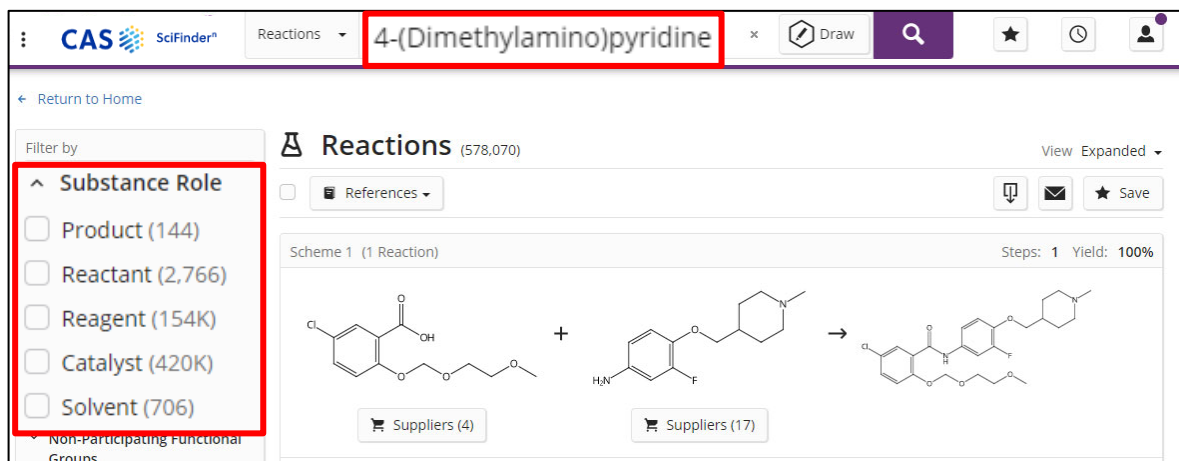 CAS SciFinderⁿ Reactions 4-(Dimethylamino)pyridine × Draw
Return to Home
Filter by
Substance Role
Product (144)
Reactant (2,766)
Reagent (154K)
Catalyst (420K)
Solvent (706)
Non-Participating Functional
Groups
Reactions (578,070)
View Expanded
References
Save
Scheme 1 (1 Reaction)
Steps: 1 Yield: 100%
Cl
O
OH
O
O
O
+
H₂N
F
O
N
→
Cl
O
N
H
F
O
N
O
O
O
Suppliers (4)
Suppliers (17)